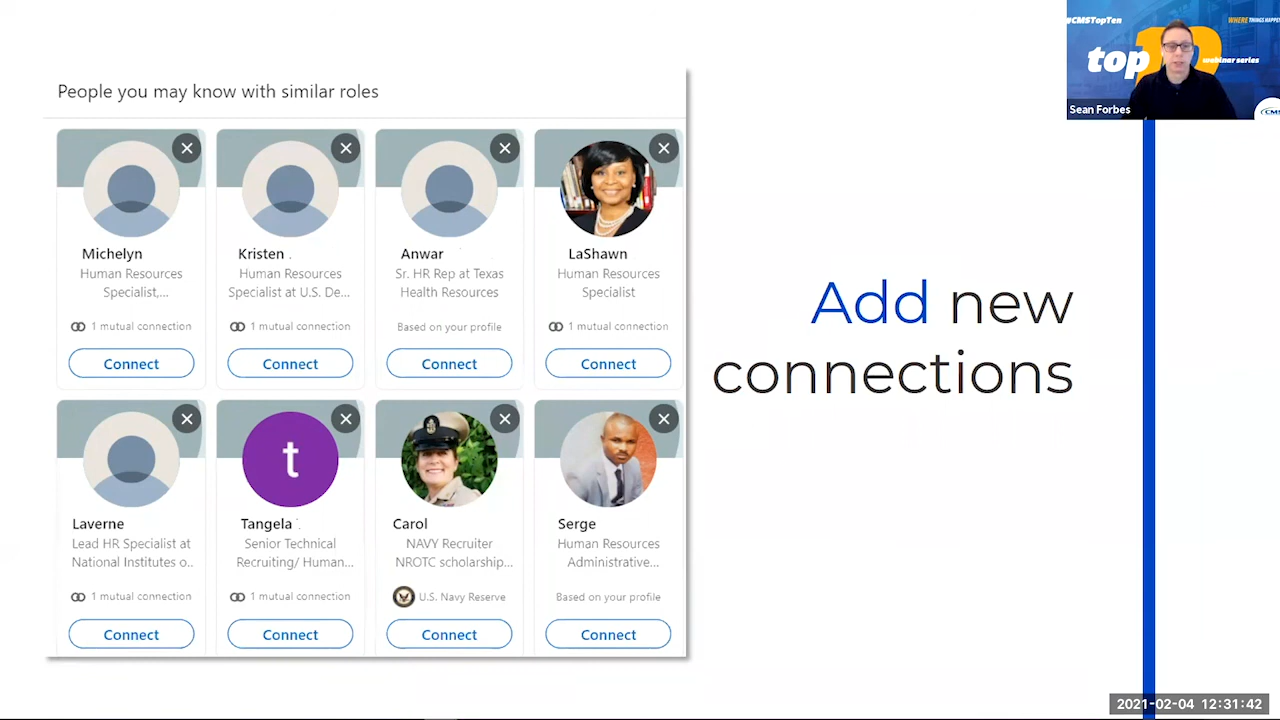 #CMSTopTen
WHERE THINGS HAPPEN
top 10
webinar series
Sean Forbes
CMS
People you may know with similar roles
Michelyn
Human Resources
Specialist,...
1 mutual connection
Connect
Kristen
Human Resources
Specialist at U.S. De...
1 mutual connection
Connect
Anwar
Sr. HR Rep at Texas
Health Resources
Based on your profile
Connect
LaShawn
Human Resources
Specialist
1 mutual connection
Connect
Laverne
Lead HR Specialist at
National Institutes o..
1 mutual connection
Connect
t
Tangela
Senior Technical
Recruiting/ Human...
1 mutual connection
Connect
Carol
NAVY Recruiter
NROTC scholarship...
U.S. Navy Reserve
Connect
Serge
Human Resources
Administrative...
Based on your profile
Connect
Add new
connections
2021-02-04 12:31:42